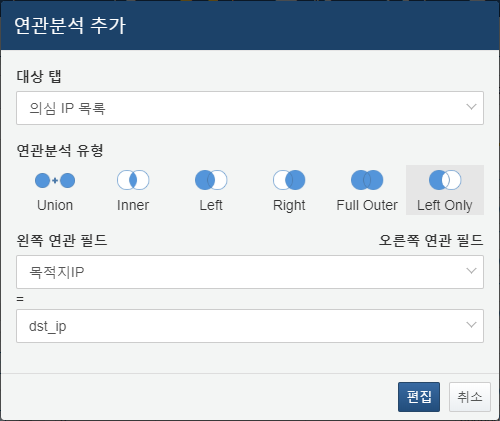 연관분석 추가
대상 탭
의심 IP 목록
연관분석 유형
Union Inner Left Right Full Outer Left Only
왼쪽 연관 필드 오른쪽 연관 필드
목적지IP
=
dst_ip
편집 취소